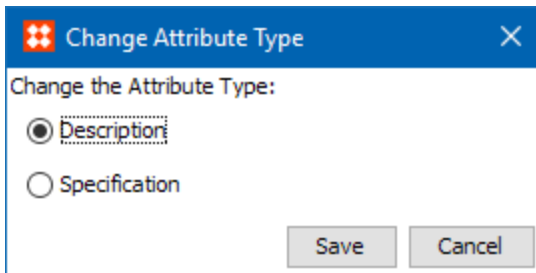 Change Attribute Type
Change the Attribute Type:
Description
Specification
Save Cancel